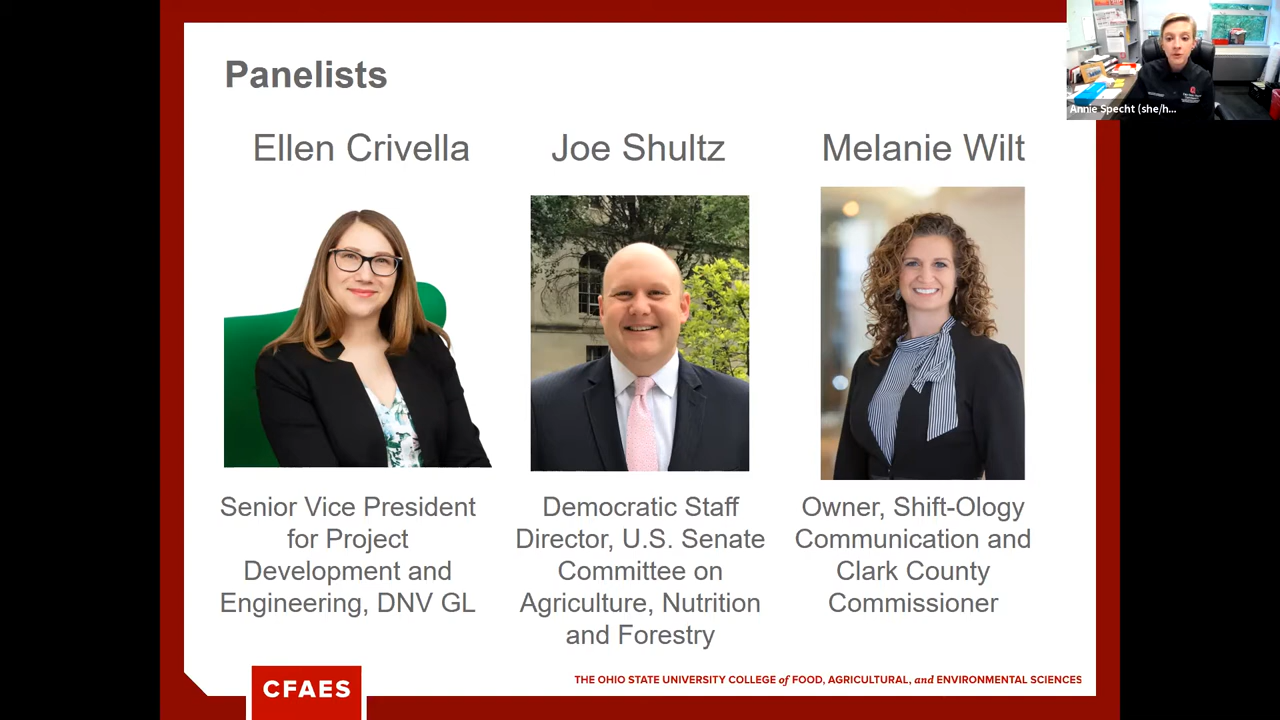 Panelists
Ellen Crivella
Joe Shultz
Melanie Wilt
Senior Vice President
for Project
Development and
Engineering, DNV GL
Democratic Staff
Director, U.S. Senate
Committee on
Agriculture, Nutrition
and Forestry
Owner, Shift-Ology
Communication and
Clark County
Commissioner
CFAES
THE OHIO STATE UNIVERSITY COLLEGE of FOOD, AGRICULTURAL, and ENVIRONMENTAL SCIENCES
Annie Specht (she/h...